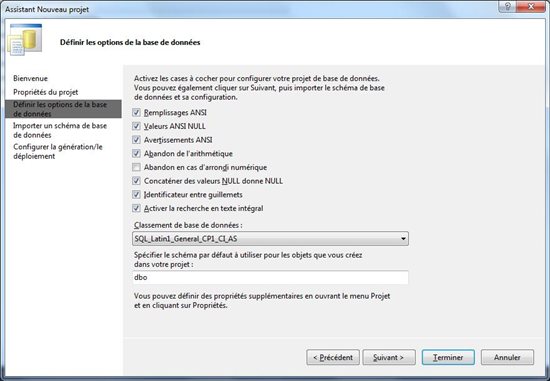 Assistant Nouveau projet
Définir les options de la base de données
Bienvenue
Propriétés du projet
Définir les options de la base
de données
Importer un schéma de base
de données
Configurer la génération/le
déploiement
Activez les cases à cocher pour configurer votre projet de base de données.
Vous pouvez également cliquer sur Suivant, puis importer le schéma de base
de données et sa configuration.
Remplissages ANSI
Valeurs ANSI NULL
Avertissements ANSI
Abandon de l'arithmétique
Abandon en cas d'arrondi numérique
Concaténer des valeurs NULL donne NULL
Identificateur entre guillemets
Activer la recherche en texte intégral
Classement de base de données :
SQL_Latin1_General_CP1_CI_AS
Spécifier le schéma par défaut à utiliser pour les objets que vous créez
dans votre projet :
dbo
Vous pouvez définir des propriétés supplémentaires en ouvrant le menu Projet
et en cliquant sur Propriétés.
< Précédent
Suivant >
Terminer
Annuler